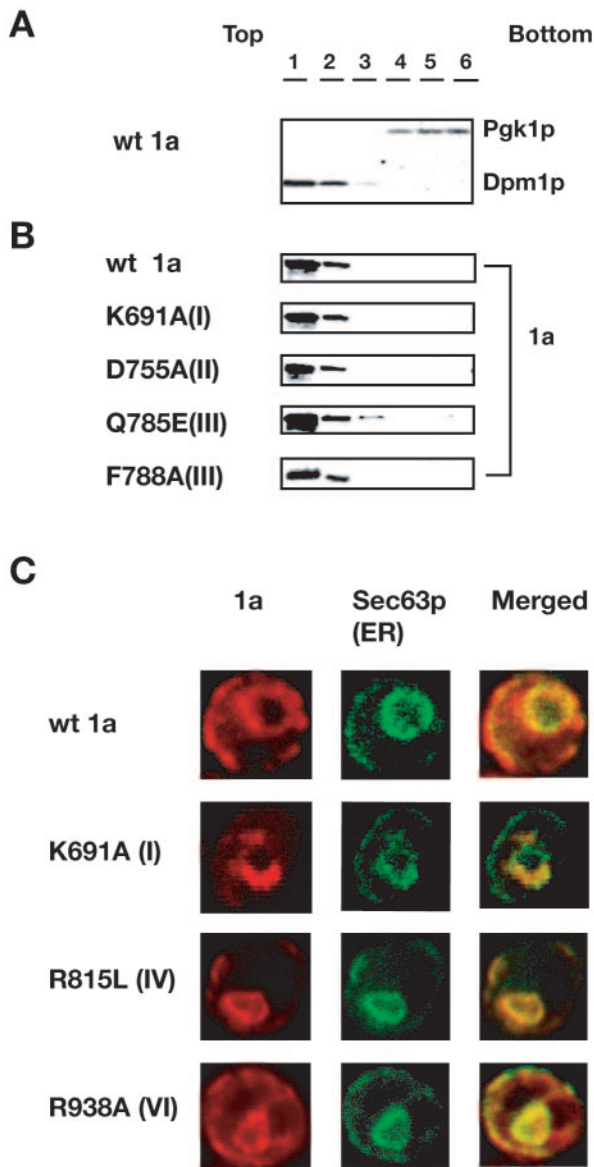 A
Top Bottom
1 2 3 4 5 6
wt 1a
Pgk1p
Dpm1p
B
wt 1a
K691A(I)
D755A(II)
Q785E(III)
F788A(III)
1a
C
1a Sec63p (ER) Merged
wt 1a
K691A (I)
R815L (IV)
R938A (VI)